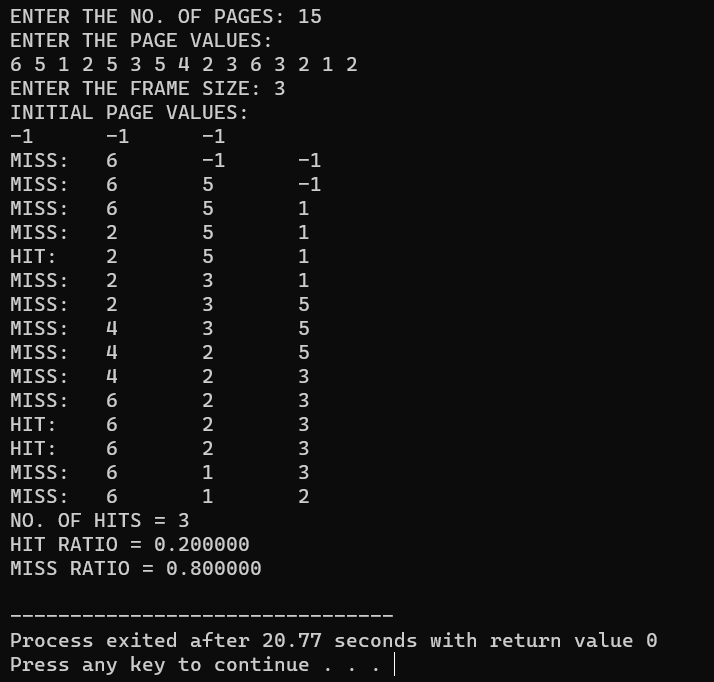 ENTER THE NO. OF PAGES: 15
ENTER THE PAGE VALUES:
6 5 1 2 5 3 5 4 2 3 6 3 2 1 2
ENTER THE FRAME SIZE: 3
INITIAL PAGE VALUES:
-1 -1 -1
MISS: 6 -1 -1
MISS: 6 5 -1
MISS: 6 5 1
MISS: 2 5 1
HIT: 2 5 1
MISS: 2 3 1
MISS: 2 3 5
MISS: 4 3 5
MISS: 4 2 5
MISS: 4 2 3
MISS: 6 2 3
HIT: 6 2 3
HIT: 6 2 3
MISS: 6 1 3
MISS: 6 1 2
NO. OF HITS = 3
HIT RATIO = 0.200000
MISS RATIO = 0.800000
--------------------------------
Process exited after 20.77 seconds with return value 0
Press any key to continue . . .